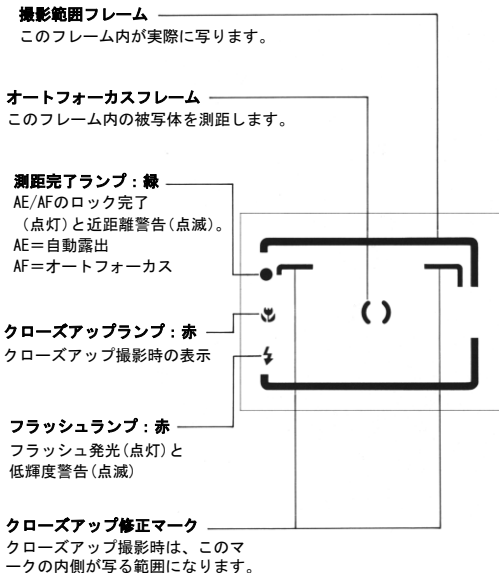 撮影範囲フレーム
このフレーム内が実際に写ります。
オートフォーカスフレーム
このフレーム内の被写体を測距します。
測距完了ランプ：緑
AE/AFのロック完了
（点灯）と近距離警告（点滅）。
AE＝自動露出
AF＝オートフォーカス
クローズアップランプ：赤
クローズアップ撮影時の表示
フラッシュランプ：赤
フラッシュ発光（点灯）と
低輝度警告（点滅）
クローズアップ修正マーク
クローズアップ撮影時は、このマ
ークの内側が写る範囲になります。